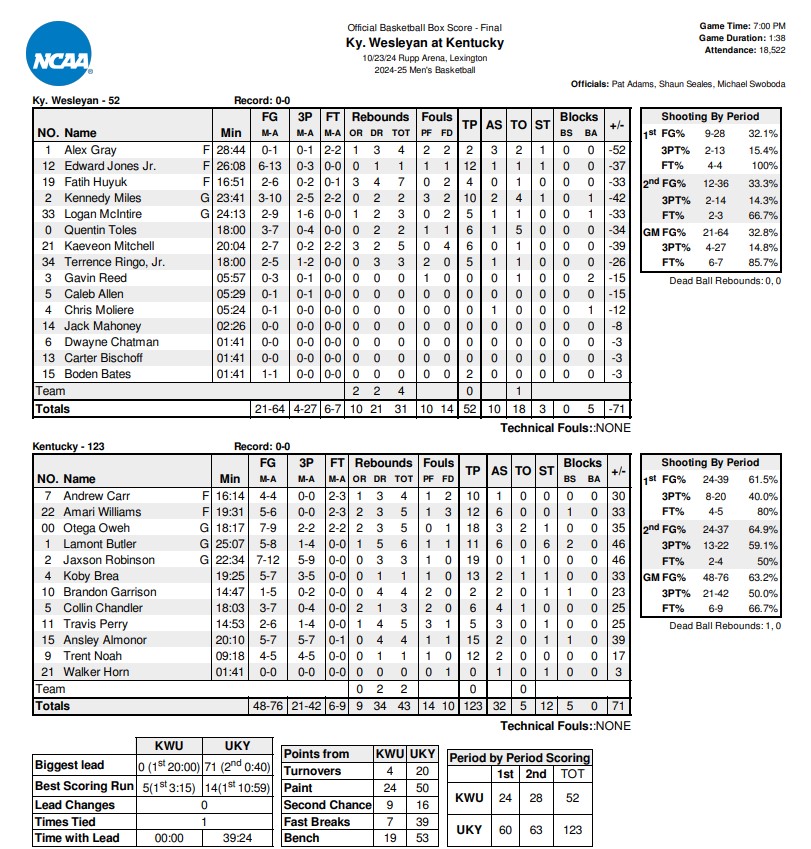 NCAA®
Official Basketball Box Score - Final
Ky. Wesleyan at Kentucky
10/23/24 Rupp Arena, Lexington
2024-25 Men's Basketball
Game Time: 7:00 PM
Game Duration: 1:38
Attendance: 18,522
Officials: Pat Adams, Shaun Seales, Michael Swoboda
Ky. Wesleyan - 52 Record: 0-0
FG 3P FT Rebounds Fouls Blocks
NO. Name Min M-A M-A M-A OR DR TOT PF FD TP AS TO ST BS BA +/-
1 Alex Gray F 28:44 0-1 0-1 2-2 1 3 4 2 2 2 3 2 1 0 0 -52
12 Edward Jones Jr. F 26:08 6-13 0-3 0-0 0 1 1 1 1 12 1 1 1 0 0 -37
19 Fatih Huyuk F 16:51 2-6 0-2 0-1 3 4 7 0 2 4 0 1 0 0 0 -33
2 Kennedy Miles G 23:41 3-10 2-5 2-2 0 2 2 3 2 10 2 4 1 0 1 -42
33 Logan McIntire G 24:13 2-9 1-6 0-0 1 2 3 0 2 5 1 1 0 0 1 -33
0 Quentin Toles 18:00 3-7 0-4 0-0 0 2 2 1 1 6 1 5 0 0 0 -34
21 Kaeveon Mitchell 20:04 2-7 0-2 2-2 3 2 5 0 4 6 0 1 0 0 0 -39
34 Terrence Ringo, Jr. 18:00 2-5 1-2 0-0 0 3 3 2 0 5 1 1 0 0 0 -26
3 Gavin Reed 05:57 0-3 0-1 0-0 0 0 0 1 0 0 0 1 0 0 2 -15
5 Caleb Allen 05:29 0-1 0-1 0-0 0 0 0 0 0 0 0 0 0 0 0 -15
4 Chris Moliere 05:24 0-1 0-0 0-0 0 0 0 0 0 0 1 0 0 0 1 -12
14 Jack Mahoney 02:26 0-0 0-0 0-0 0 0 0 0 0 0 0 0 0 0 0 -8
6 Dwayne Chatman 01:41 0-0 0-0 0-0 0 0 0 0 0 0 0 0 0 0 0 -3
13 Carter Bischoff 01:41 0-0 0-0 0-0 0 0 0 0 0 0 0 0 0 0 0 -3
15 Boden Bates 01:41 1-1 0-0 0-0 0 0 0 0 0 2 0 0 0 0 0 -3
Team 2 2 4 0 1
Totals 21-64 4-27 6-7 10 21 31 10 14 52 10 18 3 0 5 -71
Technical Fouls::NONE
Shooting By Period
1st FG% 9-28 32.1%
3PT% 2-13 15.4%
FT% 4-4 100%
2nd FG% 12-36 33.3%
3PT% 2-14 14.3%
FT% 2-3 66.7%
GM FG% 21-64 32.8%
3PT% 4-27 14.8%
FT% 6-7 85.7%
Dead Ball Rebounds: 0, 0
Kentucky - 123 Record: 0-0
FG 3P FT Rebounds Fouls Blocks
NO. Name Min M-A M-A M-A OR DR TOT PF FD TP AS TO ST BS BA +/-
7 Andrew Carr F 16:14 4-4 0-0 2-3 1 3 4 1 2 10 1 0 0 0 0 30
22 Amari Williams F 19:31 5-6 0-0 2-3 2 3 5 1 3 12 6 0 0 1 0 33
00 Otega Oweh G 18:17 7-9 2-2 2-2 2 3 5 0 1 18 3 2 1 0 0 35
1 Lamont Butler G 25:07 5-8 1-4 0-0 1 5 6 1 1 11 6 0 6 2 0 46
2 Jaxson Robinson G 22:34 7-12 5-9 0-0 0 3 3 1 0 19 0 1 0 0 0 46
4 Koby Brea 19:25 5-7 3-5 0-0 0 1 1 0 0 13 2 1 1 0 0 33
10 Brandon Garrison 14:47 1-5 0-2 0-0 0 4 4 2 0 2 2 0 1 1 0 23
5 Collin Chandler 18:03 3-7 0-4 0-0 2 1 3 2 0 6 4 1 0 0 0 25
11 Travis Perry 14:53 2-6 1-4 0-0 1 4 5 3 1 5 3 0 1 0 0 25
15 Ansley Almonor 20:10 5-7 5-7 0-1 0 4 4 1 1 15 2 0 1 1 0 39
9 Trent Noah 09:18 4-5 4-5 0-0 0 1 1 1 0 12 2 0 0 0 0 17
21 Walker Horn 01:41 0-0 0-0 0-0 0 0 0 0 1 0 1 0 1 0 0 3
Team 0 2 2 0 0
Totals 48-76 21-42 6-9 9 34 43 14 10 123 32 5 12 5 0 71
Technical Fouls::NONE
Shooting By Period
1st FG% 24-39 61.5%
3PT% 8-20 40.0%
FT% 4-5 80%
2nd FG% 24-37 64.9%
3PT% 13-22 59.1%
FT% 2-4 50%
GM FG% 48-76 63.2%
3PT% 21-42 50.0%
FT% 6-9 66.7%
Dead Ball Rebounds: 1, 0
KWU UKY
Biggest lead 0 (1st 20:00) 71 (2nd 0:40)
Best Scoring Run 5(1st 3:15) 14(1st 10:59)
Lead Changes 0
Times Tied 1
Time with Lead 00:00 39:24
Points from KWU UKY
Turnovers 4 20
Paint 24 50
Second Chance 9 16
Fast Breaks 7 39
Bench 19 53
Period by Period Scoring
1st 2nd TOT
KWU 24 28 52
UKY 60 63 123